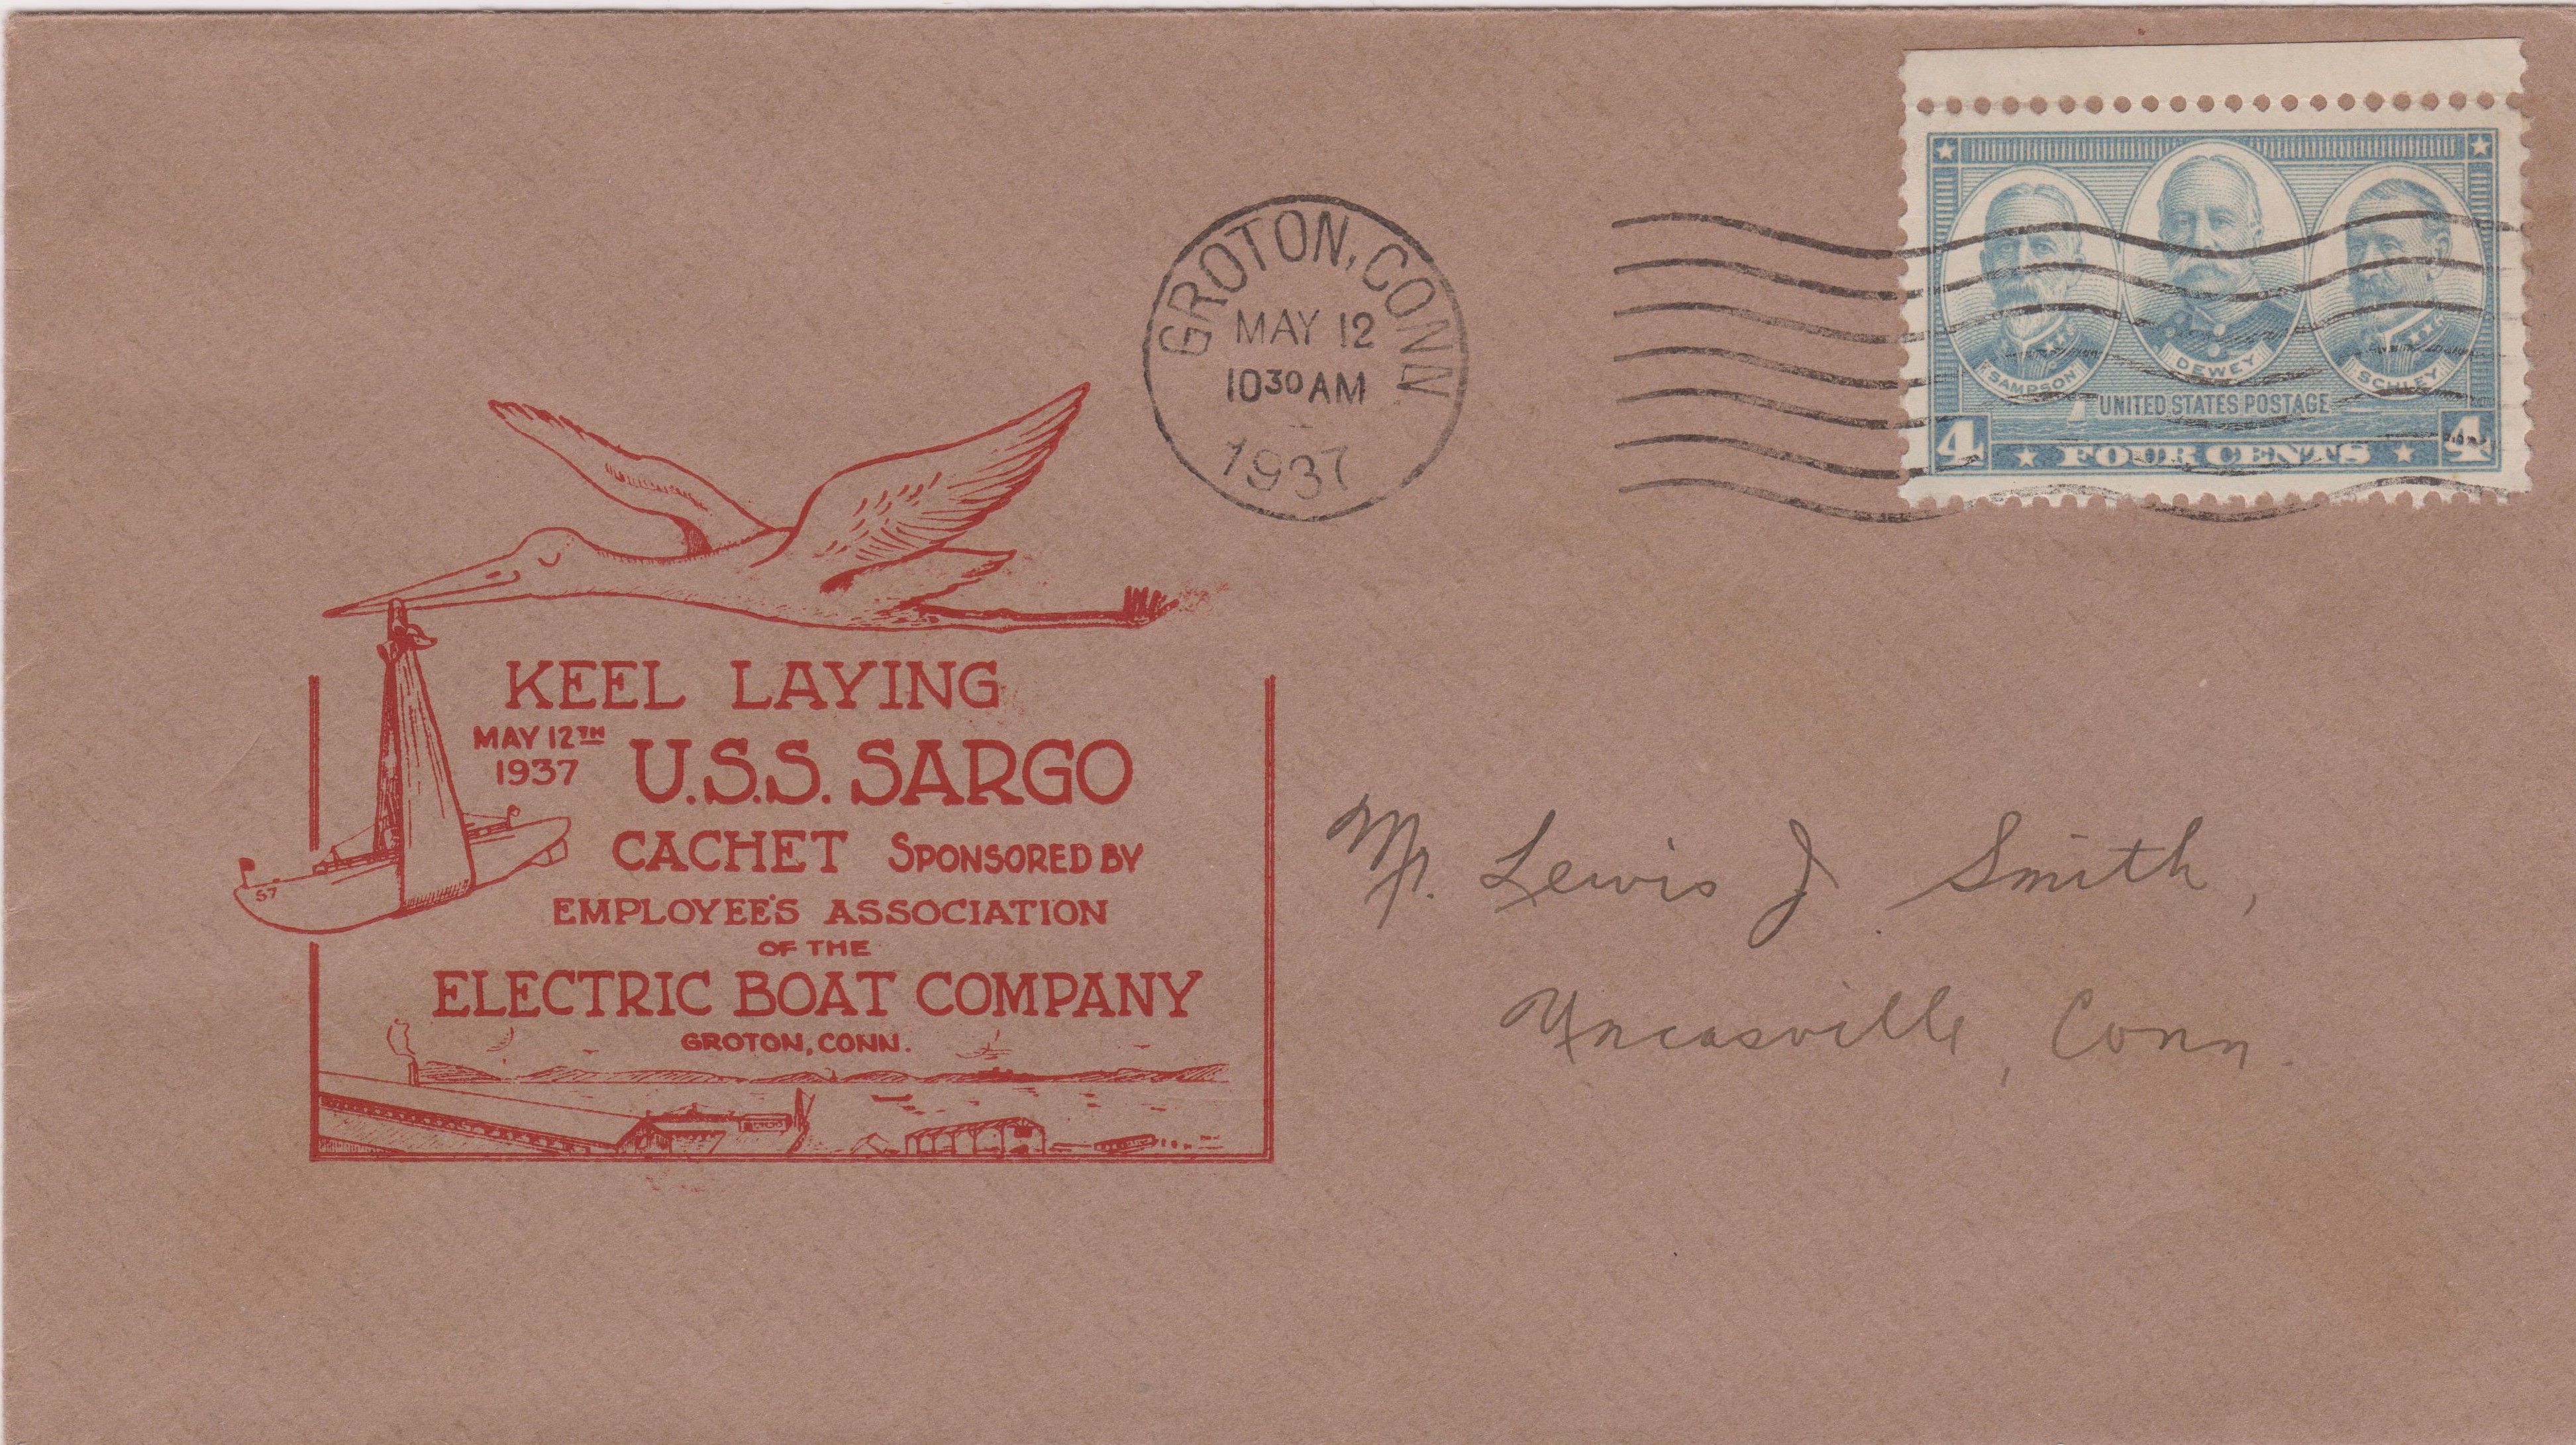 GROTON, CONN
MAY 12
10 30 AM
1937
SAMPSON
DEWEY
SCHLEY
UNITED STATES POSTAGE
4 FOUR CENTS 4
KEEL LAYING
MAY 12TH
1937
U.S.S. SARGO
CACHET SPONSORED BY
EMPLOYEE'S ASSOCIATION
OF THE
ELECTRIC BOAT COMPANY
GROTON, CONN.
S7
Mr. Lewis J Smith,
Uncasville, Conn.